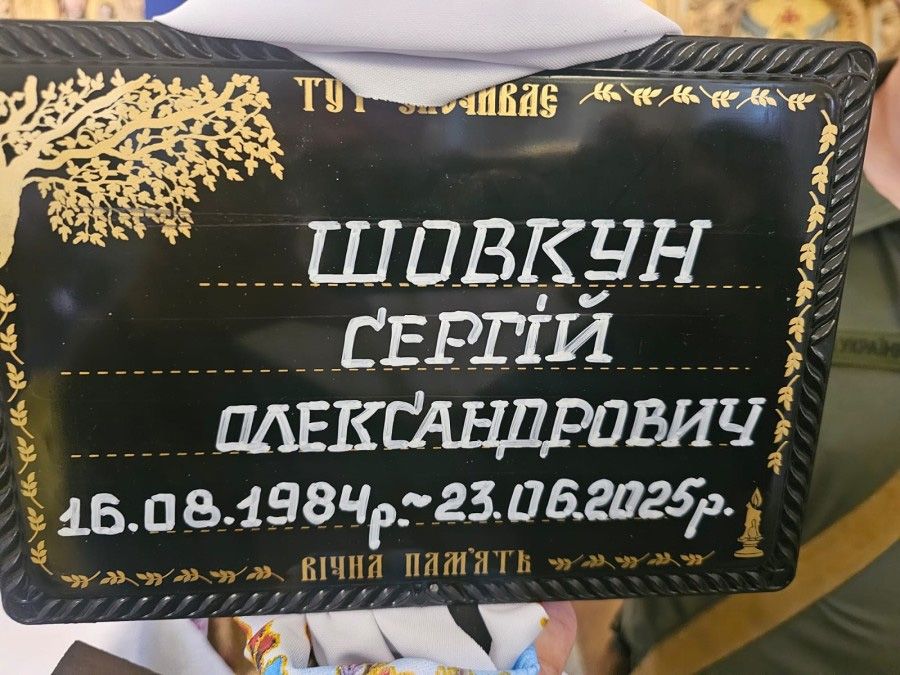 ТУТ СПОЧИВАЄ
ШОВКУН
СЕРГІЙ
ОЛЕКСАНДРОВИЧ
16.08.1984р.~23.06.2025р.
ВІЧНА ПАМ'ЯТЬ